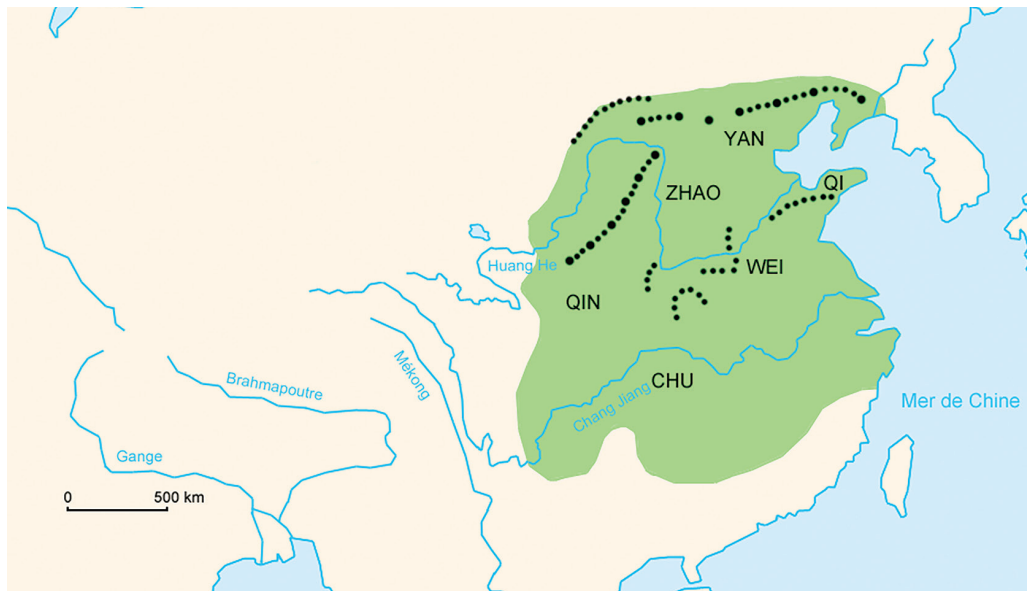 YAN
QI
ZHAO
Huang He
WEI
QIN
Mékong
Brahmapoutre
CHU
Chang Jiang
Mer de Chine
Gange
0 500 km